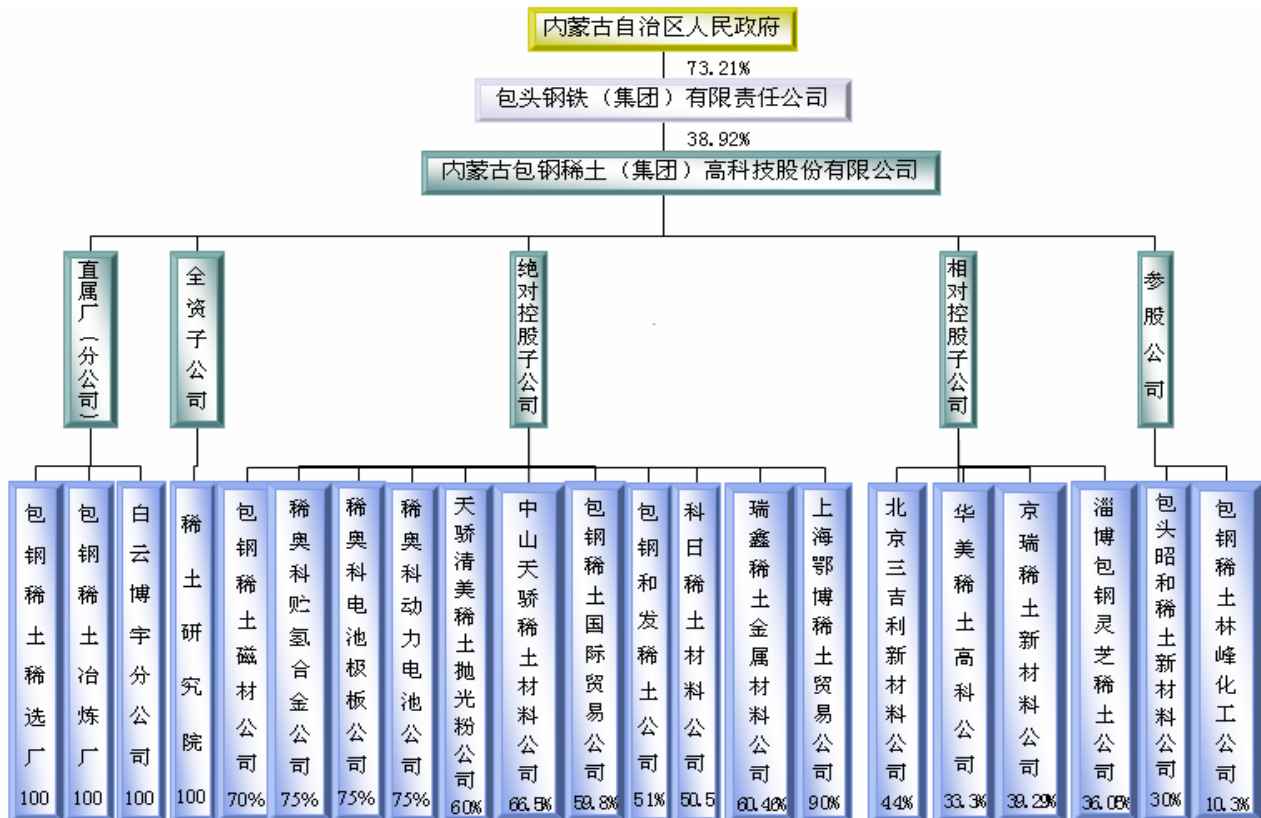 内蒙古自治区人民政府
73.21%
包头钢铁（集团）有限责任公司
38.92%
内蒙古包钢稀土（集团）高科技股份有限公司
直属厂（分公司）
全资子公司
绝对控股子公司
相对控股子公司
参股公司
包钢稀土稀选厂
100
包钢稀土冶炼厂
100
白云博宇分公司
100
稀土研究院
100
包钢稀土磁材公司
70%
稀奥科贮氢合金公司
75%
稀奥科电池极板公司
75%
稀奥科动力电池公司
75%
天骄清美稀土抛光粉公司
60%
中山天骄稀土材料公司
66.5%
包钢稀土国际贸易公司
59.8%
包钢和发稀土公司
51%
科日稀土材料公司
50.5
瑞鑫稀土金属材料公司
60.46%
上海鄂博稀土贸易公司
90%
北京三吉利新材料公司
44%
华美稀土高科公司
33.3%
京瑞稀土新材料公司
39.29%
淄博包钢灵芝稀土公司
36.05%
包头昭和稀土新材料公司
30%
包钢稀土林峰化工公司
10.3%